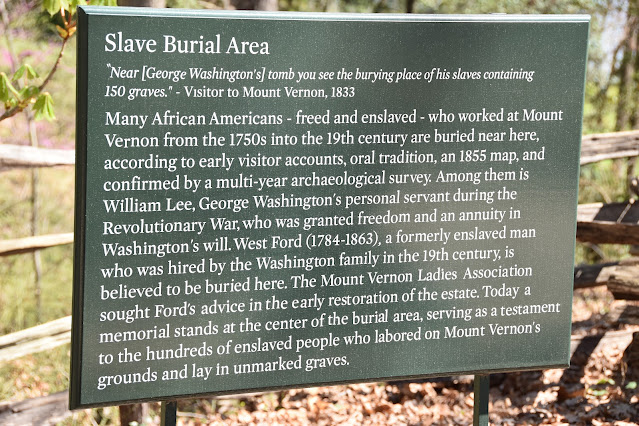 Slave Burial Area
"Near [George Washington's] tomb you see the burying place of his slaves containing
150 graves." - Visitor to Mount Vernon, 1833
Many African Americans - freed and enslaved - who worked at Mount
Vernon from the 1750s into the 19th century are buried near here,
according to early visitor accounts, oral tradition, an 1855 map, and
confirmed by a multi-year archaeological survey. Among them is
William Lee, George Washington's personal servant during the
Revolutionary War, who was granted freedom and an annuity in
Washington's will. West Ford (1784-1863), a formerly enslaved man
who was hired by the Washington family in the 19th century, is
believed to be buried here. The Mount Vernon Ladies Association
sought Ford's advice in the early restoration of the estate. Today a
memorial stands at the center of the burial area, serving as a testament
to the hundreds of enslaved people who labored on Mount Vernon's
grounds and lay in unmarked graves.